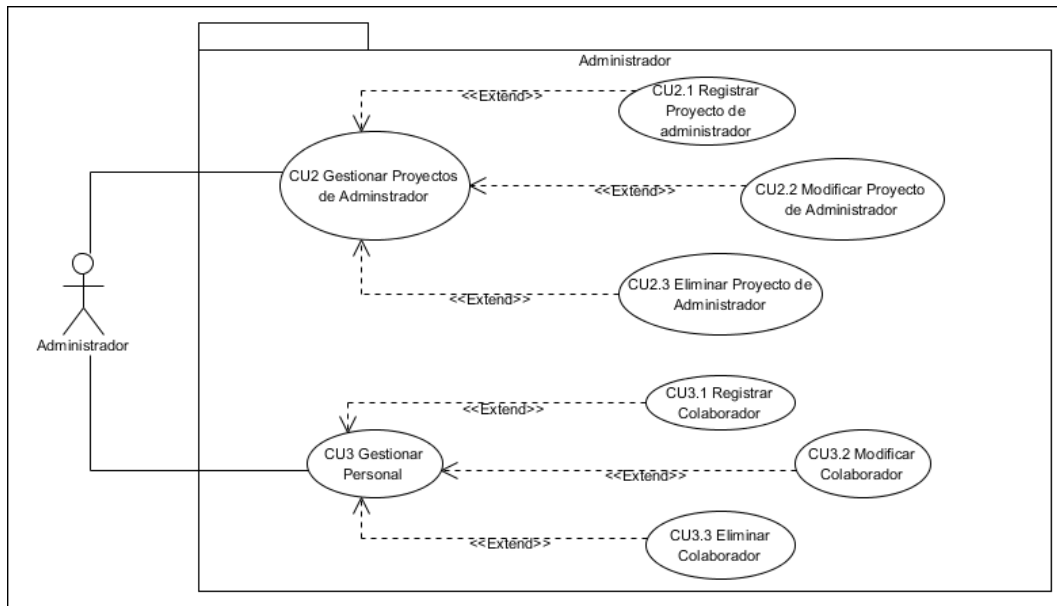 Administrador
<<Extend>>
CU2.1 Registrar
Proyecto de
administrador
CU2 Gestionar Proyectos
de Adminstrador
<<Extend>>
CU2.2 Modificar Proyecto
de Administrador
<<Extend>>
CU2.3 Eliminar Proyecto de
Administrador
Administrador
<<Extend>>
CU3.1 Registrar
Colaborador
CU3 Gestionar
Personal
<<Extend>>
CU3.2 Modificar
Colaborador
<<Extend>>
CU3.3 Eliminar
Colaborador